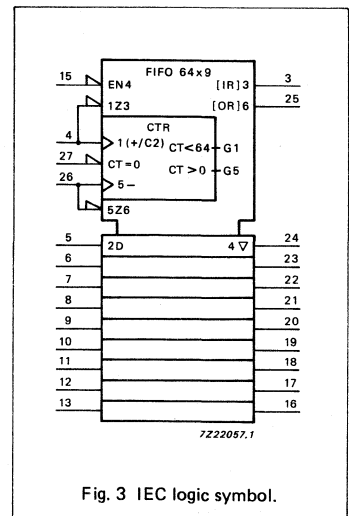 FIFO 64x9
15 EN4 [IR] 3 3
1Z3 [OR] 6 25
CTR
4 1 (+/C2) CT<64 G1
27 CT=0 CT>0 G5
26 5−
5Z6
5 2D 4 ▽ 24
6 23
7 22
8 21
9 20
10 19
11 18
12 17
13 16
7Z22057.1
Fig. 3 IEC logic symbol.